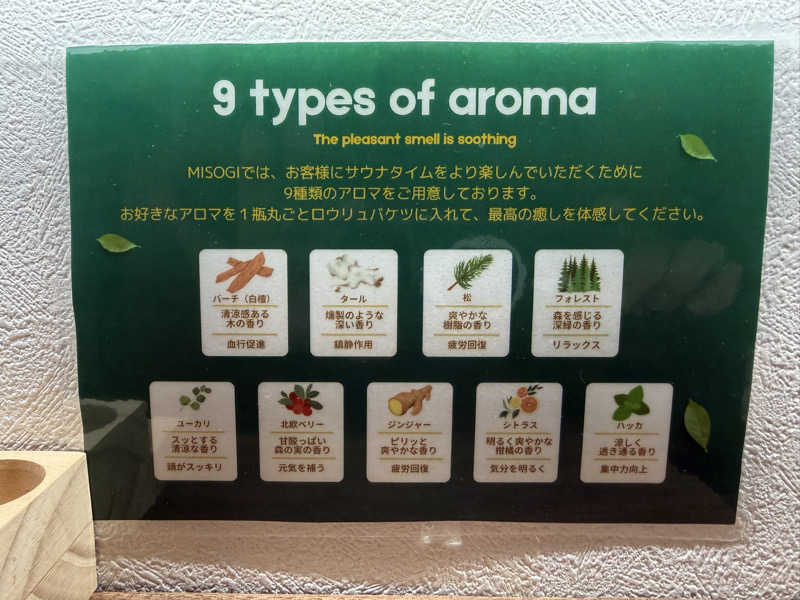 9 types of aroma
The pleasant smell is soothing
MISOGIでは、お客様にサウナタイムをより楽しんでいただくために
9種類のアロマをご用意しております。
お好きなアロマを１瓶丸ごとロウリュバケツに入れて、最高の癒しを体感してください。
バーチ（白樺）
清涼感ある
木の香り
血行促進
タール
燻製のような
深い香り
鎮静作用
松
爽やかな
樹脂の香り
疲労回復
フォレスト
森を感じる
深緑の香り
リラックス
ユーカリ
スッとする
清涼な香り
頭がスッキリ
北欧ベリー
甘酸っぱい
森の実の香り
元気を補う
ジンジャー
ピリッと
爽やかな香り
疲労回復
シトラス
明るく爽やかな
柑橘の香り
気分を明るく
ハッカ
涼しく
透き通る香り
集中力向上